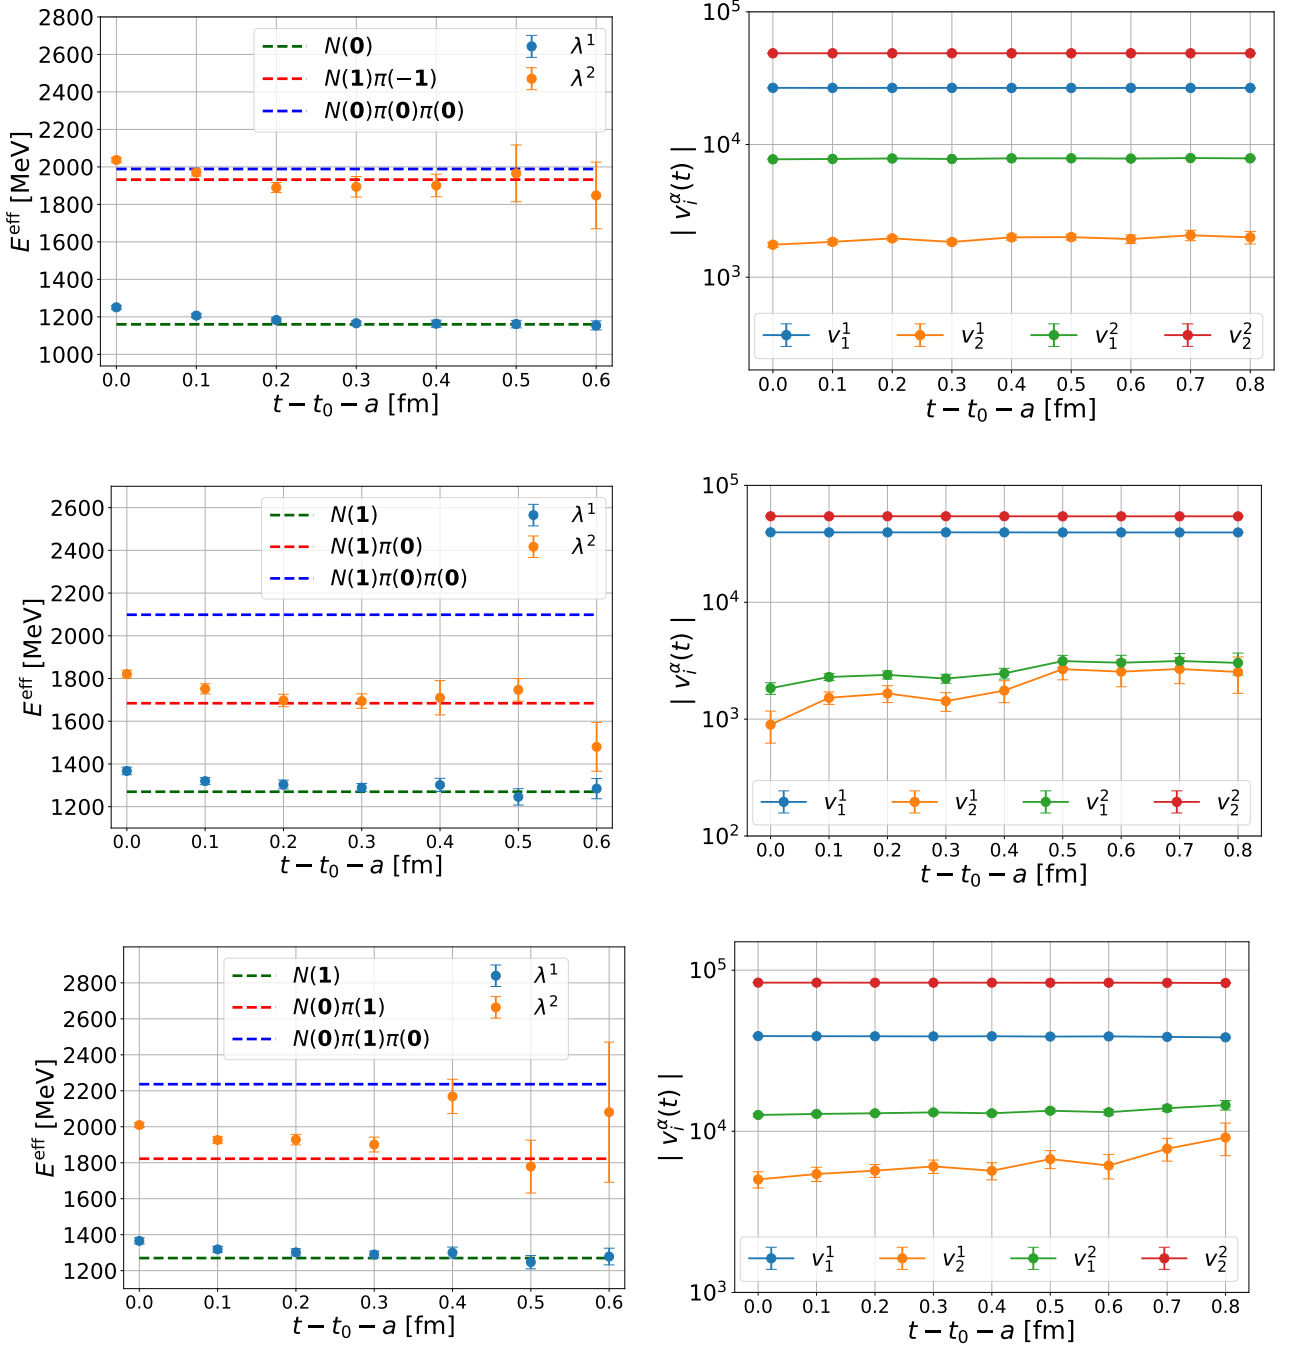 2800
2600
2400
2200
2000
1800
1600
1400
1200
1000
E^eff [MeV]
N(0)
N(1)π(−1)
N(0)π(0)π(0)
λ^1
λ^2
0.0 0.1 0.2 0.3 0.4 0.5 0.6
t − t_0 − a [fm]
10^5
10^4
10^3
| v_i^α(t) |
v_1^1 v_2^1 v_1^2 v_2^2
0.0 0.1 0.2 0.3 0.4 0.5 0.6 0.7 0.8
t − t_0 − a [fm]
2600
2400
2200
2000
1800
1600
1400
1200
E^eff [MeV]
N(1)
N(1)π(0)
N(1)π(0)π(0)
λ^1
λ^2
0.0 0.1 0.2 0.3 0.4 0.5 0.6
t − t_0 − a [fm]
10^5
10^4
10^3
10^2
| v_i^α(t) |
v_1^1 v_2^1 v_1^2 v_2^2
0.0 0.1 0.2 0.3 0.4 0.5 0.6 0.7 0.8
t − t_0 − a [fm]
2800
2600
2400
2200
2000
1800
1600
1400
1200
E^eff [MeV]
N(1)
N(0)π(1)
N(0)π(1)π(0)
λ^1
λ^2
0.0 0.1 0.2 0.3 0.4 0.5 0.6
t − t_0 − a [fm]
10^5
10^4
10^3
| v_i^α(t) |
v_1^1 v_2^1 v_1^2 v_2^2
0.0 0.1 0.2 0.3 0.4 0.5 0.6 0.7 0.8
t − t_0 − a [fm]